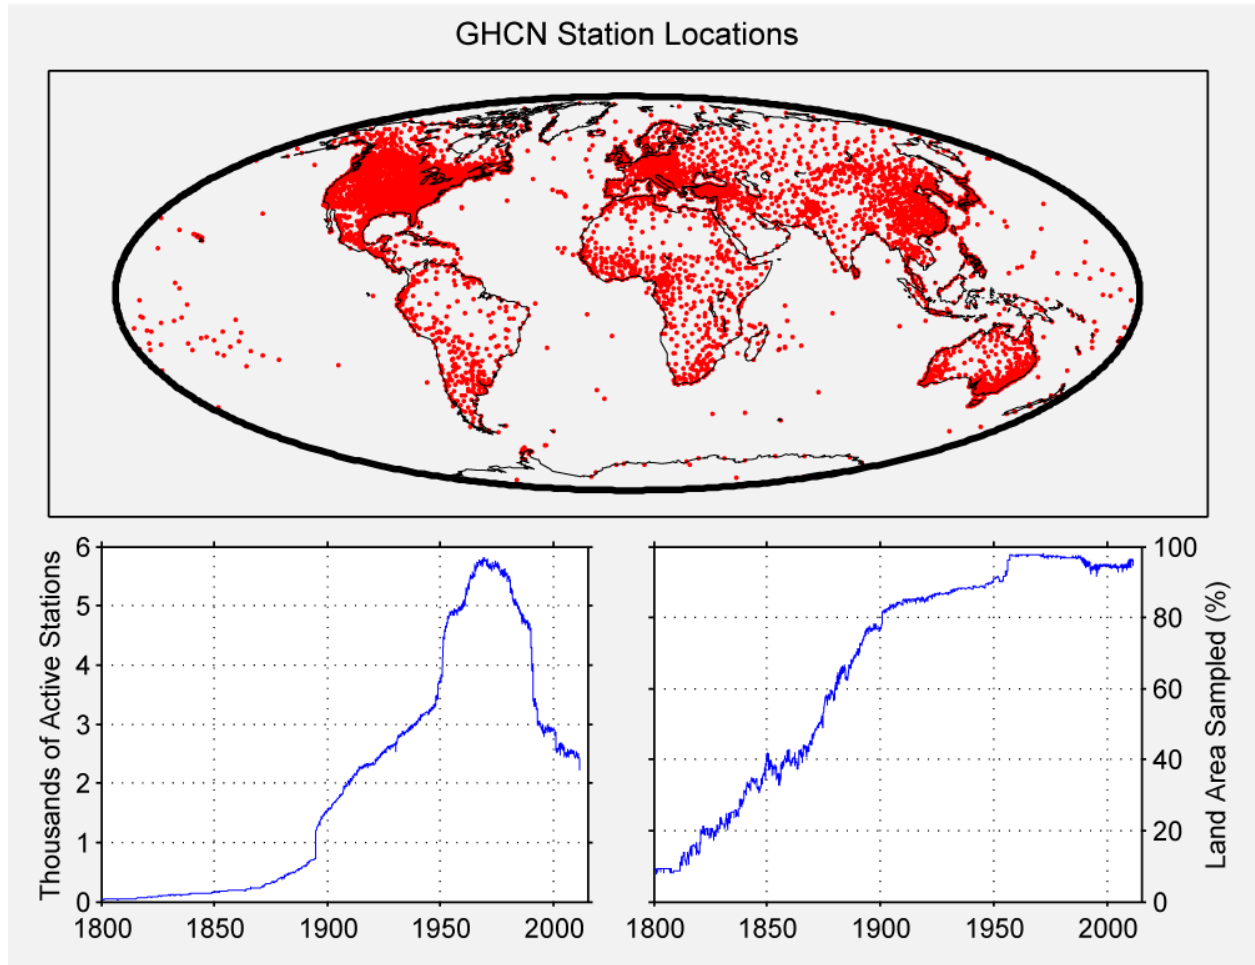 GHCN Station Locations
Thousands of Active Stations
6
5
4
3
2
1
0
1800 1850 1900 1950 2000
Land Area Sampled (%)
100
80
60
40
20
0
1800 1850 1900 1950 2000